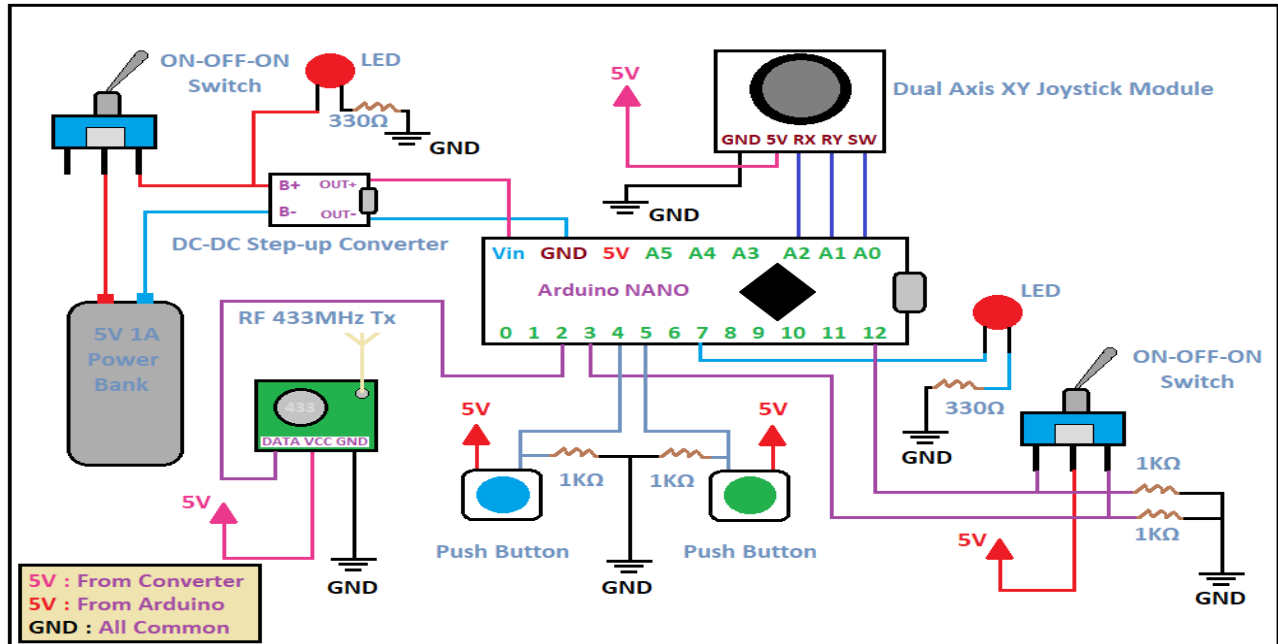 ON-OFF-ON
Switch
LED
330Ω
GND
5V
Dual Axis XY Joystick Module
GND 5V RX RY SW
GND
B+ OUT+
B- OUT-
DC-DC Step-up Converter
Vin GND 5V A5 A4 A3 A2 A1 A0
Arduino NANO
0 1 2 3 4 5 6 7 8 9 10 11 12
5V 1A
Power
Bank
RF 433MHz Tx
433
DATA VCC GND
5V
GND
5V
1KΩ
1KΩ
5V
Push Button
Push Button
GND
LED
330Ω
GND
ON-OFF-ON
Switch
1KΩ
1KΩ
5V
GND
5V : From Converter
5V : From Arduino
GND : All Common